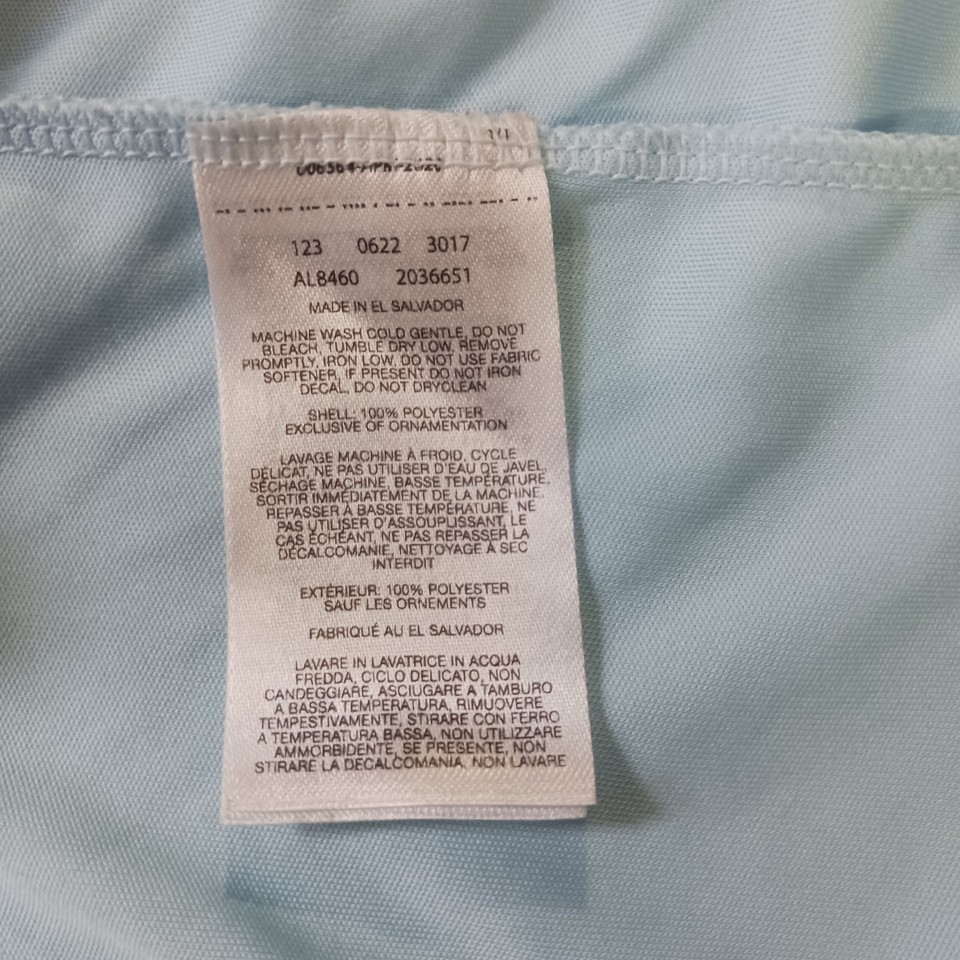 123 0622 3017
AL8460 2036651
MADE IN EL SALVADOR
MACHINE WASH COLD GENTLE, DO NOT
BLEACH, TUMBLE DRY LOW, REMOVE
PROMPTLY, IRON LOW, DO NOT USE FABRIC
SOFTENER, IF PRESENT DO NOT IRON
DECAL, DO NOT DRYCLEAN
SHELL: 100% POLYESTER
EXCLUSIVE OF ORNAMENTATION
LAVAGE MACHINE À FROID, CYCLE
DÉLICAT, NE PAS UTILISER D'EAU DE JAVEL,
SÉCHAGE MACHINE, BASSE TEMPÉRATURE,
SORTIR IMMÉDIATEMENT DE LA MACHINE,
REPASSER À BASSE TEMPÉRATURE, NE
PAS UTILISER D'ASSOUPLISSANT, LE
CAS ÉCHÉANT, NE PAS REPASSER LA
DÉCALCOMANIE, NETTOYAGE À SEC
INTERDIT
EXTÉRIEUR: 100% POLYESTER
SAUF LES ORNEMENTS
FABRIQUÉ AU EL SALVADOR
LAVARE IN LAVATRICE IN ACQUA
FREDDA, CICLO DELICATO, NON
CANDEGGIARE, ASCIUGARE A TAMBURO
A BASSA TEMPERATURA, RIMUOVERE
TEMPESTIVAMENTE, STIRARE CON FERRO
A TEMPERATURA BASSA, NON UTILIZZARE
AMMORBIDENTE, SE PRESENTE, NON
STIRARE LA DECALCOMANIA, NON LAVARE